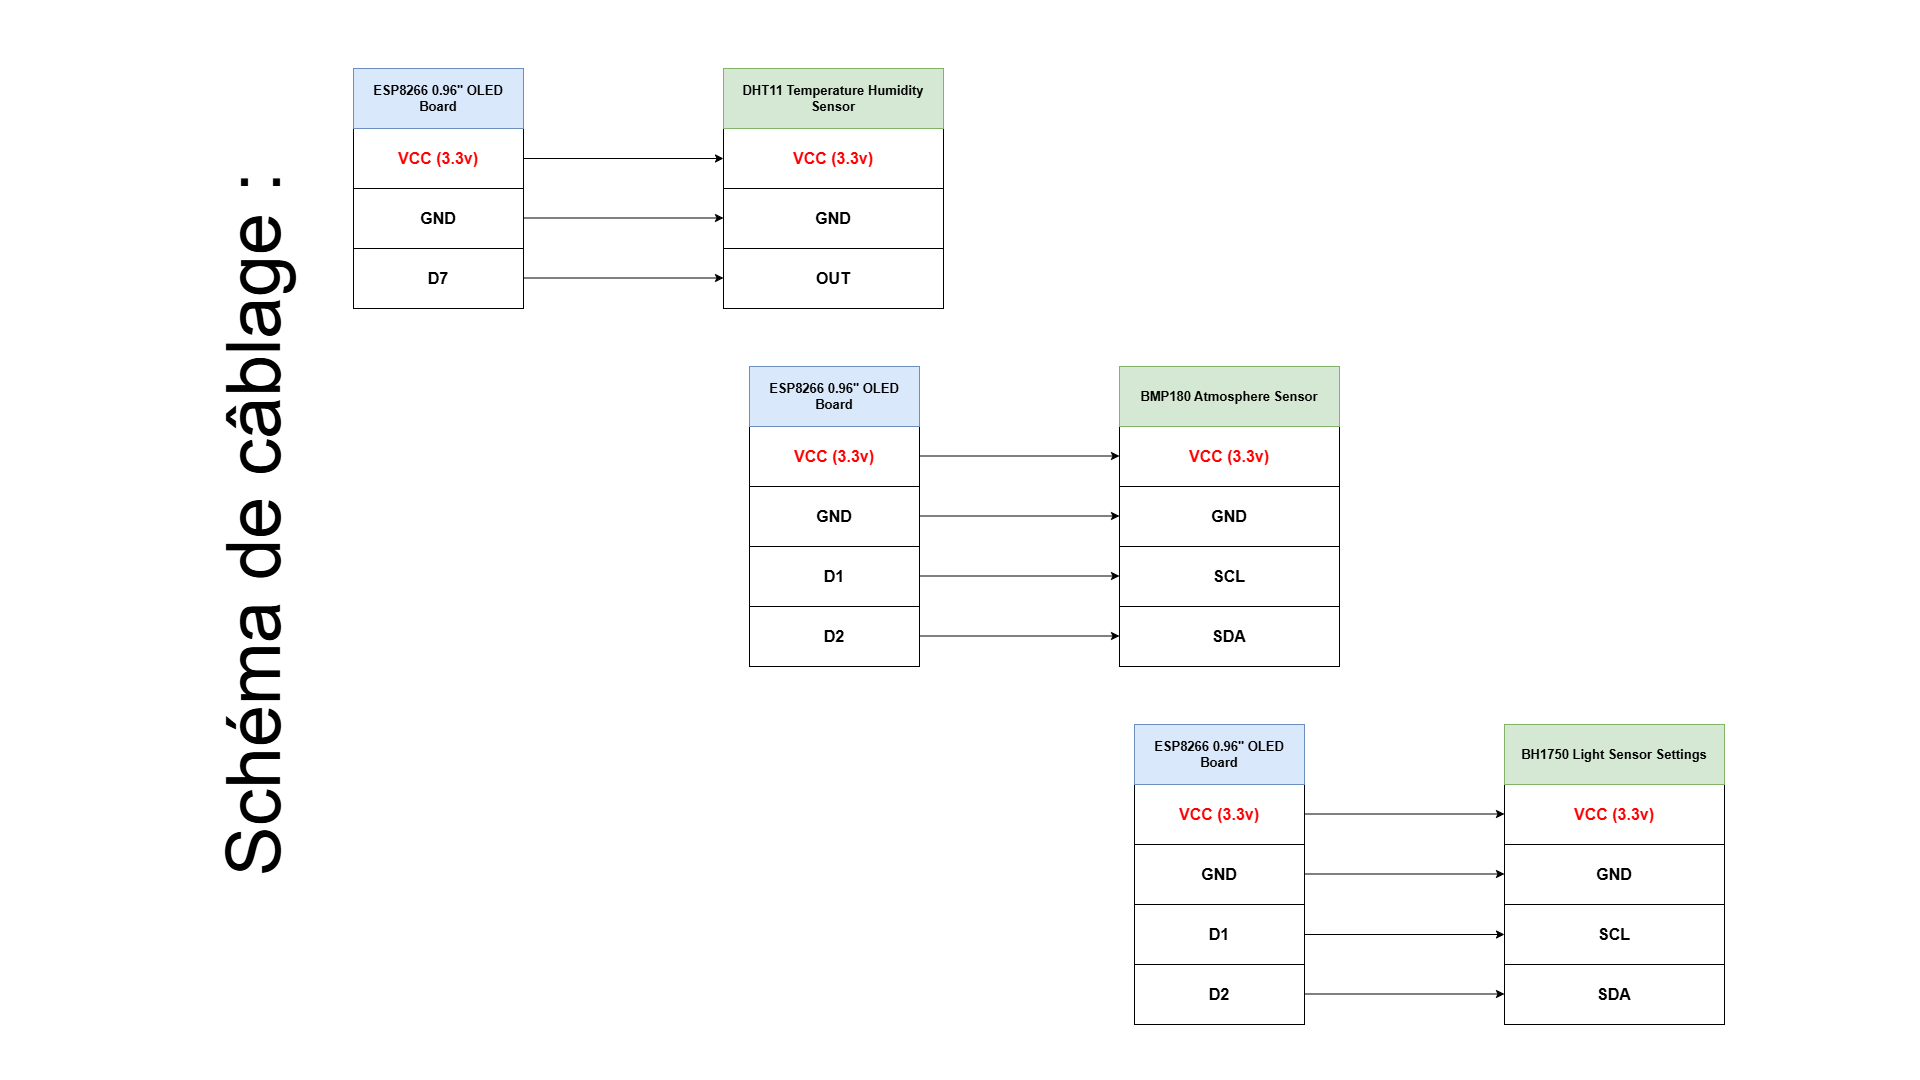 Schéma de câblage :
ESP8266 0.96" OLED
Board
VCC (3.3v)
GND
D7
DHT11 Temperature Humidity
Sensor
VCC (3.3v)
GND
OUT
ESP8266 0.96" OLED
Board
VCC (3.3v)
GND
D1
D2
BMP180 Atmosphere Sensor
VCC (3.3v)
GND
SCL
SDA
ESP8266 0.96" OLED
Board
VCC (3.3v)
GND
D1
D2
BH1750 Light Sensor Settings
VCC (3.3v)
GND
SCL
SDA